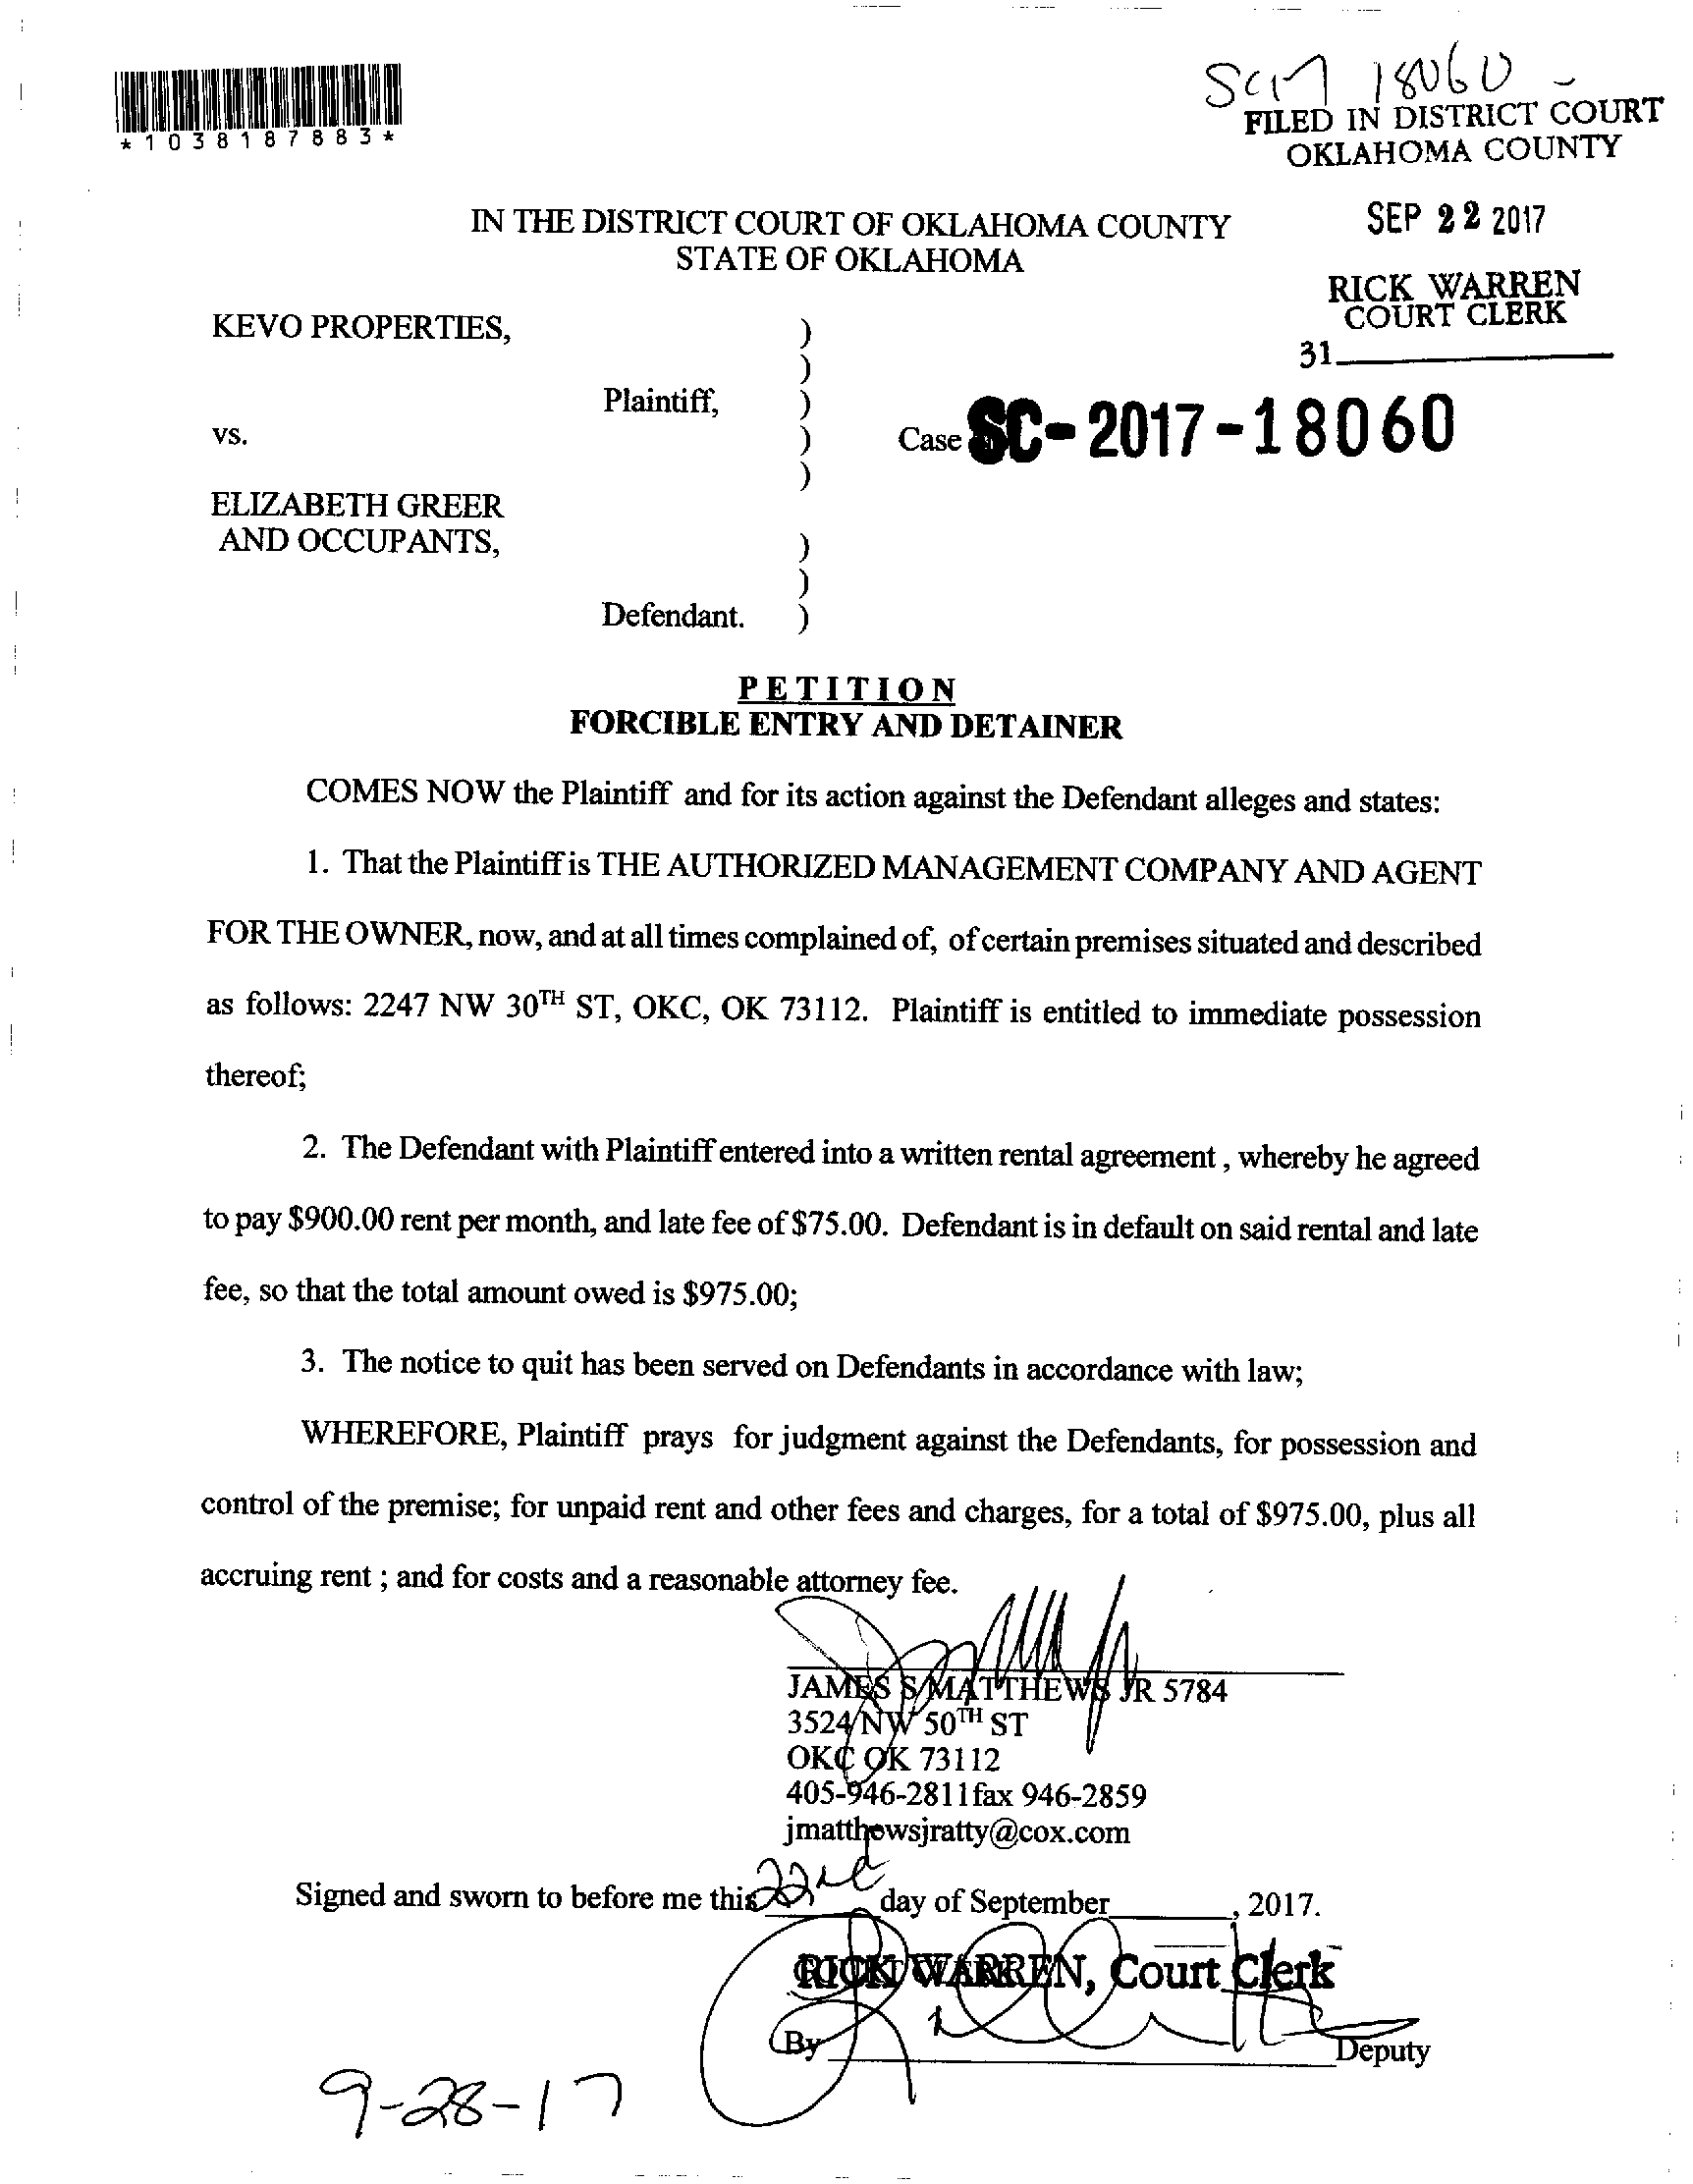 SCM 18060 -
*1038187883*
FILED IN DISTRICT COURT
OKLAHOMA COUNTY
SEP 22 2017
RICK WARREN
COURT CLERK
31
IN THE DISTRICT COURT OF OKLAHOMA COUNTY
STATE OF OKLAHOMA
KEVO PROPERTIES, )
)
Plaintiff, )
vs. ) Case SC-2017-18060
)
ELIZABETH GREER
AND OCCUPANTS, )
)
Defendant. )
PETITION
FORCIBLE ENTRY AND DETAINER
COMES NOW the Plaintiff and for its action against the Defendant alleges and states:
1. That the Plaintiff is THE AUTHORIZED MANAGEMENT COMPANY AND AGENT
FOR THE OWNER, now, and at all times complained of, of certain premises situated and described
as follows: 2247 NW 30TH ST, OKC, OK 73112. Plaintiff is entitled to immediate possession
thereof;
2. The Defendant with Plaintiff entered into a written rental agreement , whereby he agreed
to pay $900.00 rent per month, and late fee of $75.00. Defendant is in default on said rental and late
fee, so that the total amount owed is $975.00;
3. The notice to quit has been served on Defendants in accordance with law;
WHEREFORE, Plaintiff prays for judgment against the Defendants, for possession and
control of the premise; for unpaid rent and other fees and charges, for a total of $975.00, plus all
accruing rent ; and for costs and a reasonable attorney fee.
JAMES S MATTHEWS JR 5784
3524 NW 50TH ST
OKC OK 73112
405-946-2811fax 946-2859
jmatthewsjratty@cox.com
Signed and sworn to before me this 22nd day of September , 2017.
RICK WARREN, Court Clerk
By Deputy
9-28-17